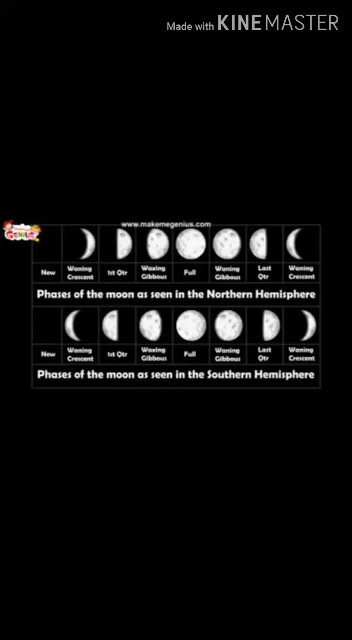 Made with KINEMASTER
www.makemegenius.com
GENIUS
New Waning Crescent 1st Qtr Waxing Gibbous Full Waning Gibbous Last Qtr Waning Crescent
Phases of the moon as seen in the Northern Hemisphere
New Waning Crescent 1st Qtr Waxing Gibbous Full Waning Gibbous Last Qtr Waning Crescent
Phases of the moon as seen in the Southern Hemisphere